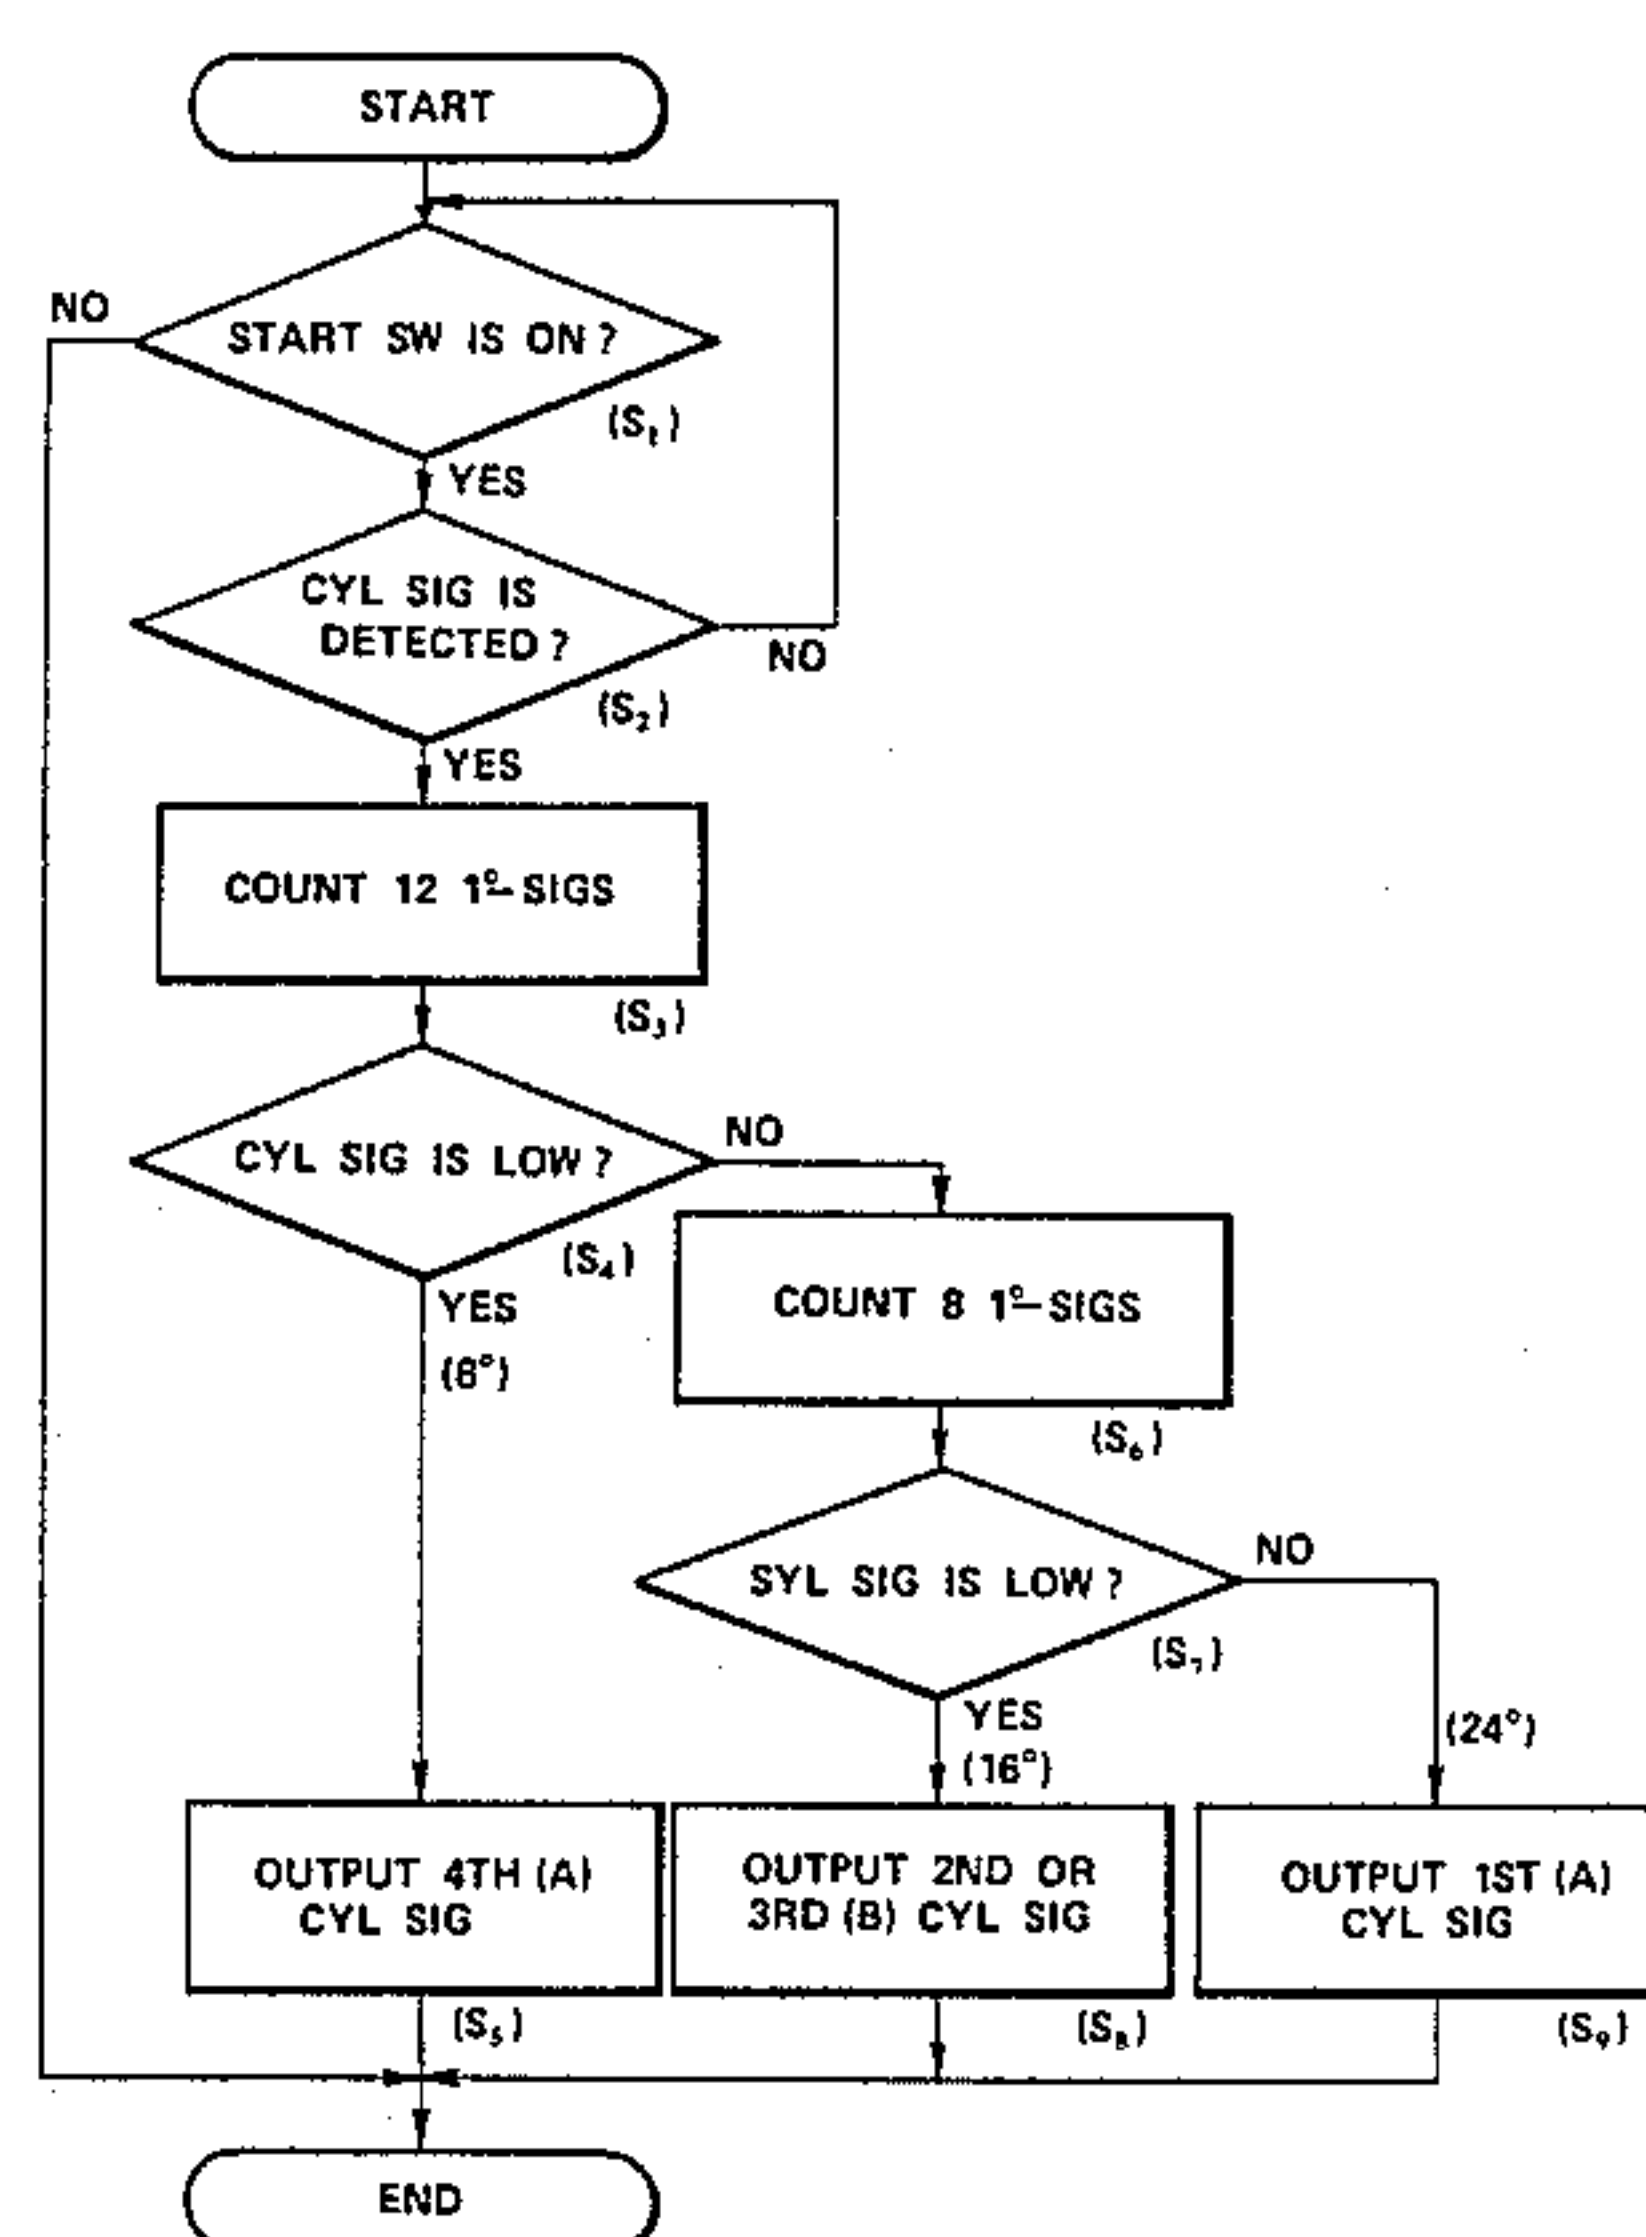 START
NO
START SW IS ON?
(S₁)
YES
CYL SIG IS
DETECTED?
NO
(S₂)
YES
COUNT 12 1°-SIGS
(S₃)
NO
CYL SIG IS LOW?
(S₄)
YES
(8°)
COUNT 8 1°-SIGS
(S₆)
NO
SYL SIG IS LOW?
(S₇)
YES
(16°)
(24°)
OUTPUT 4TH (A)
CYL SIG
(S₅)
OUTPUT 2ND OR
3RD (B) CYL SIG
(S₈)
OUTPUT 1ST (A)
CYL SIG
(S₉)
END